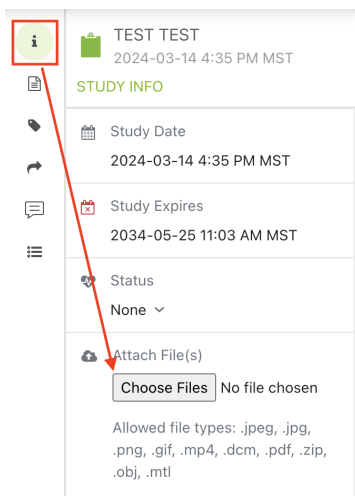 i
TEST TEST
2024-03-14 4:35 PM MST
STUDY INFO
Study Date
2024-03-14 4:35 PM MST
Study Expires
2034-05-25 11:03 AM MST
Status
None
Attach File(s)
Choose Files No file chosen
Allowed file types: .jpeg, .jpg,
.png, .gif, .mp4, .dcm, .pdf, .zip,
.obj, .mtl